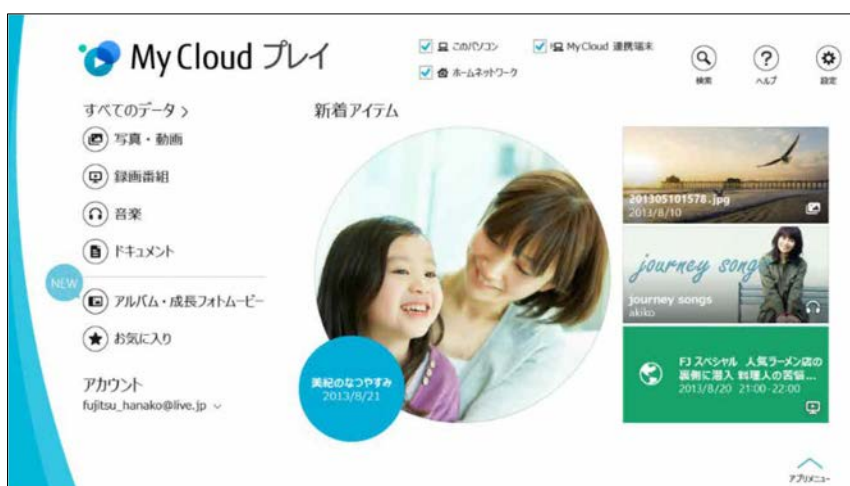 My Cloud プレイ
このパソコン
My Cloud 連携端末
ホームネットワーク
検索
ヘルプ
設定
すべてのデータ >
写真・動画
録画番組
音楽
ドキュメント
NEW
アルバム・成長フォトムービー
お気に入り
アカウント
fujitsu_hanako@live.jp
新着アイテム
美紀のなつやすみ
2013/8/21
201305101578.jpg
2013/8/10
journey songs
journey songs
akiko
FJ スペシャル 人気ラーメン店の
裏側に潜入 料理人の苦悩...
2013/8/20 21:00-22:00
アプリメニュー